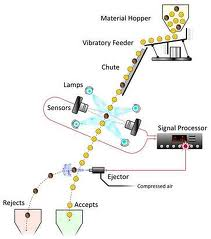 Material Hopper
Vibratory Feeder
Chute
Lamps
Sensors
Signal Processor
Ejector
Compressed air
Rejects
Accepts